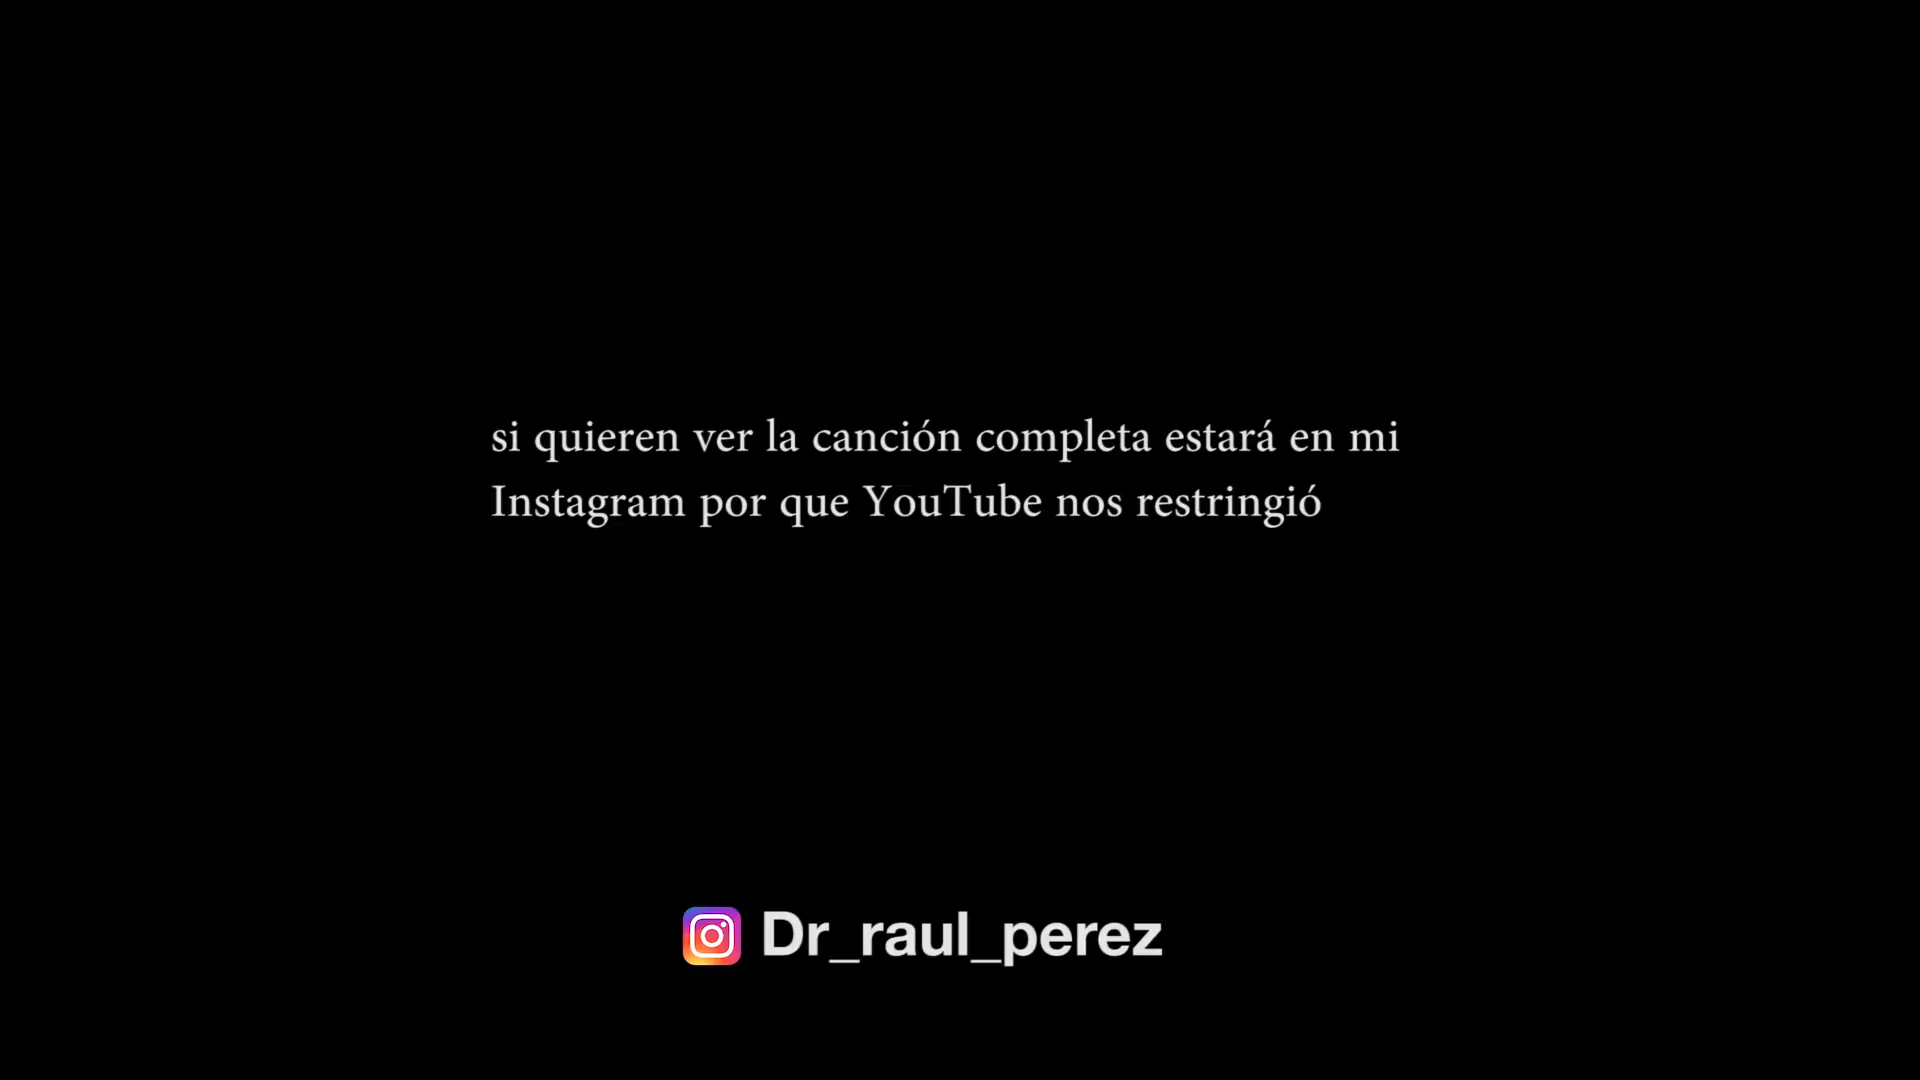 si quieren ver la canción completa estará en mi
Instagram por que YouTube nos restringió
Dr_raul_perez